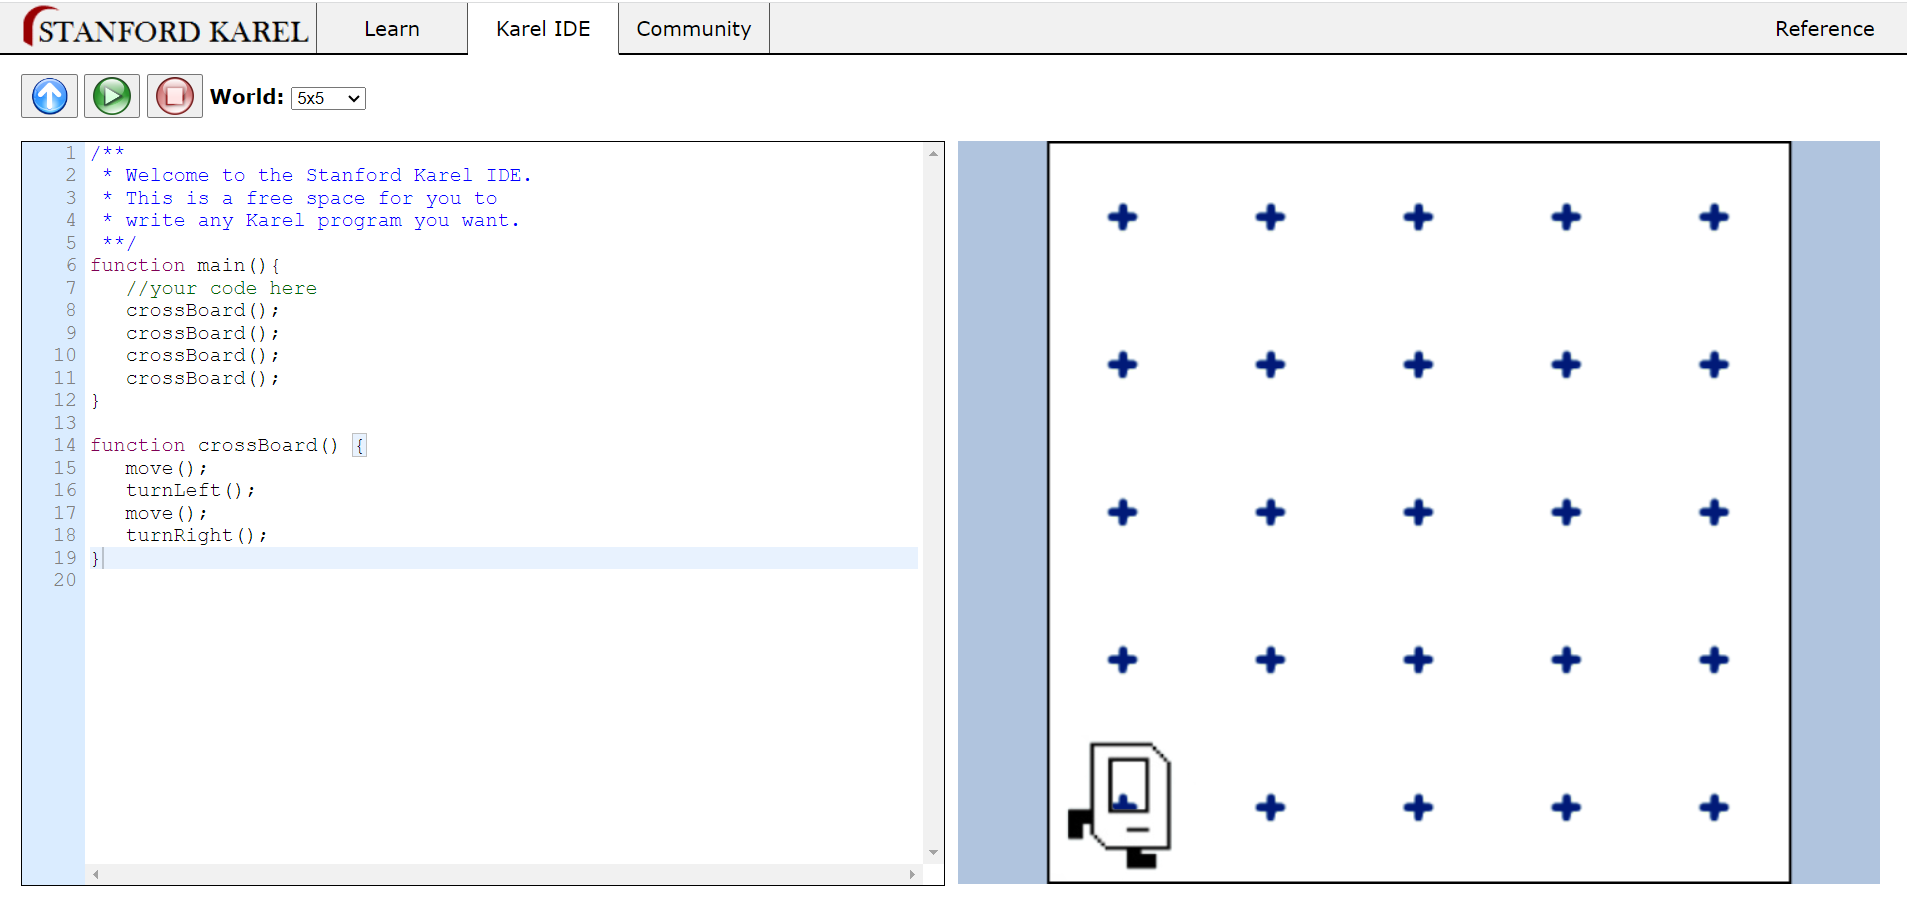 STANFORD KAREL
Learn
Karel IDE
Community
Reference
World: 5x5
1 /**
2  * Welcome to the Stanford Karel IDE.
3  * This is a free space for you to
4  * write any Karel program you want.
5  **/
6 function main(){
7    //your code here
8    crossBoard();
9    crossBoard();
10    crossBoard();
11    crossBoard();
12 }
13
14 function crossBoard() {
15    move();
16    turnLeft();
17    move();
18    turnRight();
19 }
20